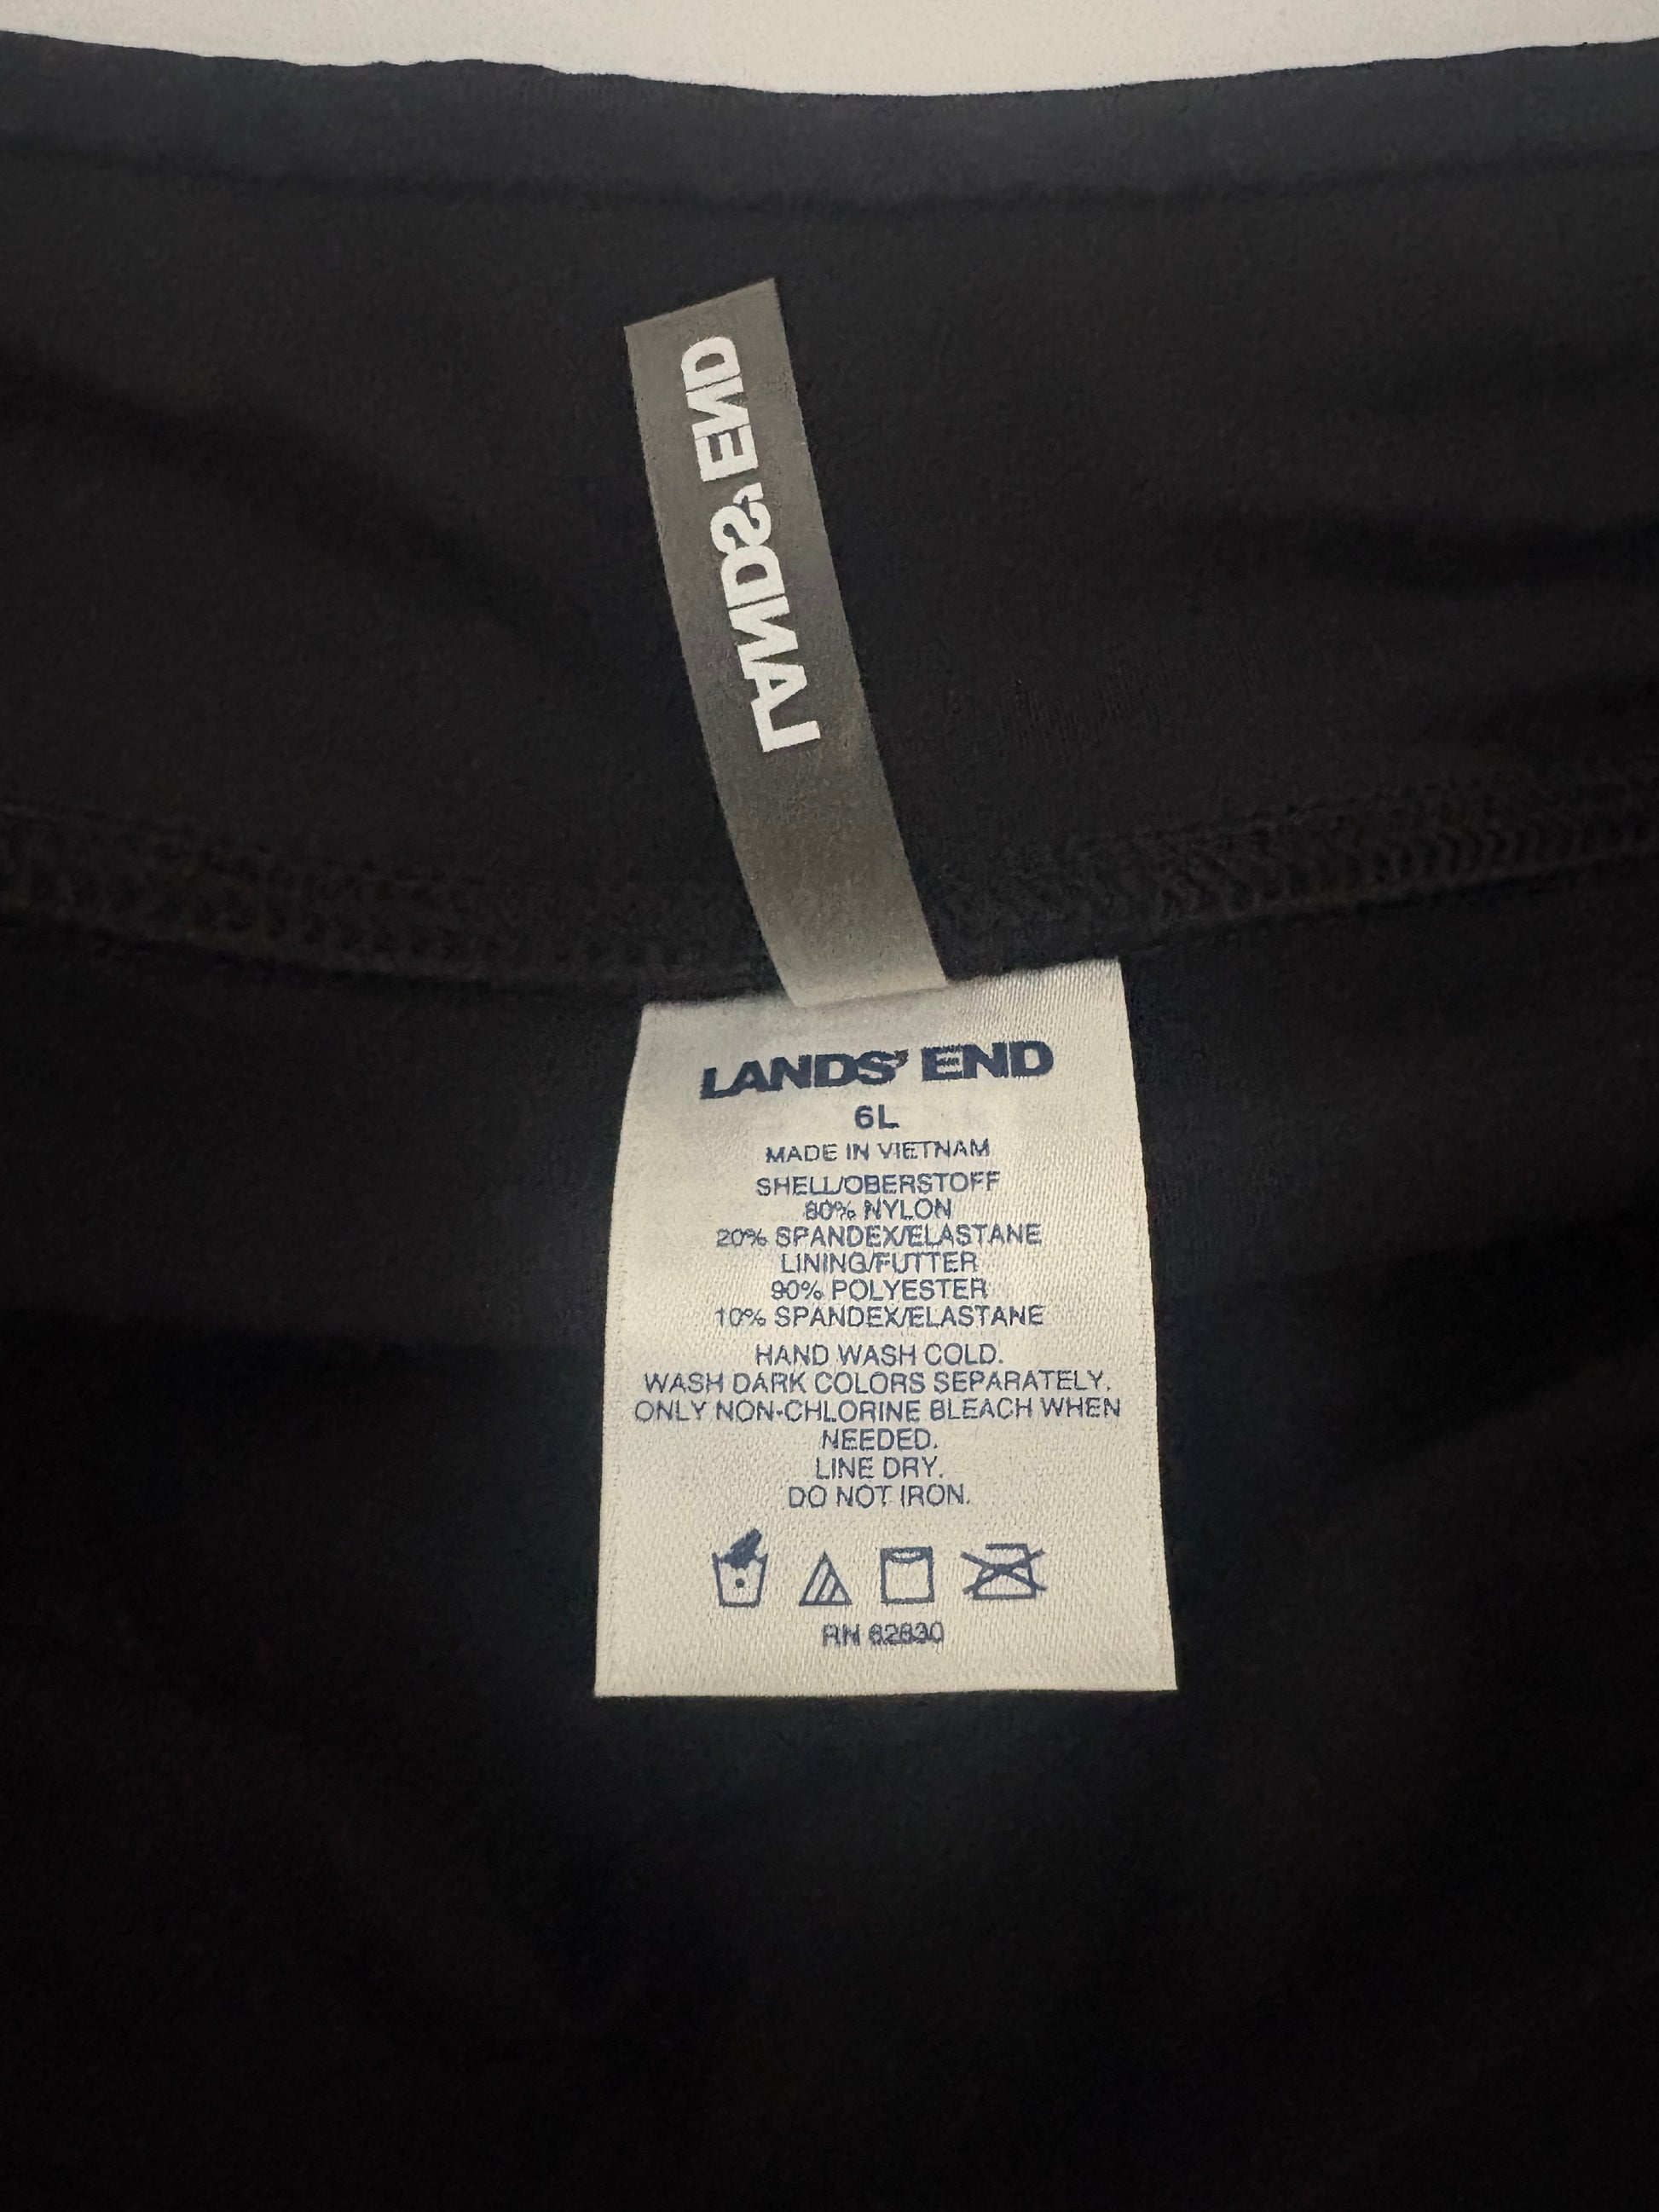 LANDS' END
LANDS' END
6L
MADE IN VIETNAM
SHELL/OBERSTOFF
80% NYLON
20% SPANDEX/ELASTANE
LINING/FUTTER
90% POLYESTER
10% SPANDEX/ELASTANE
HAND WASH COLD.
WASH DARK COLORS SEPARATELY.
ONLY NON-CHLORINE BLEACH WHEN
NEEDED.
LINE DRY.
DO NOT IRON.
RN 62830